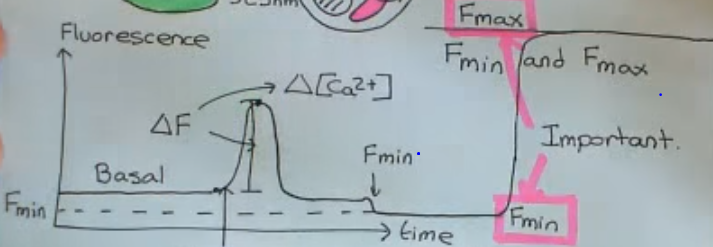 Fmax
Fluorescence
Fmin and Fmax
Δ[Ca²⁺]
ΔF
Important.
Fmin
Basal
Fmin
Fmin
time